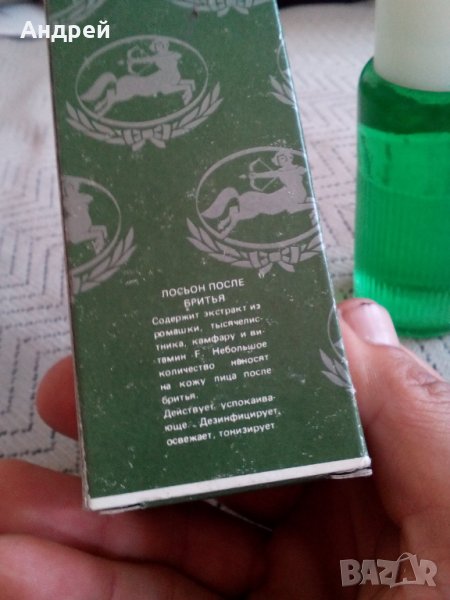 Андрей
ЛОСЬОН ПОСЛЕ
БРИТЬЯ
Содержит экстракт из
ромашки, тысячелис-
тника, камфару и ви-
тамин F. Небольшое
количество наносят
на кожу лица после
бритья.
Действует успокаива-
юще. Дезинфицирует,
освежает, тонизирует
BAZAR